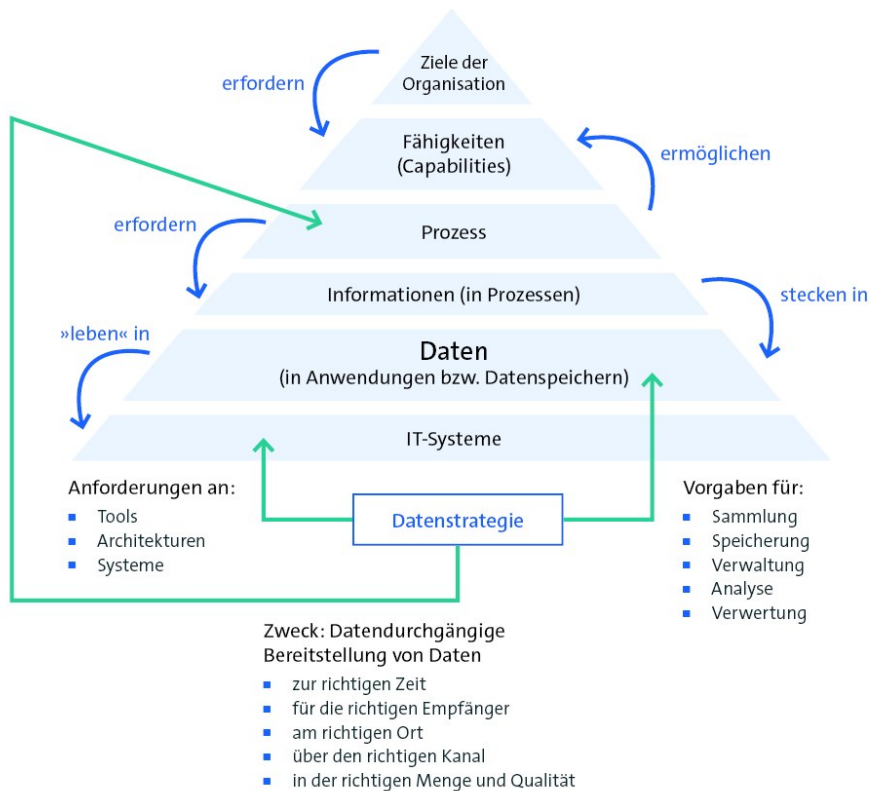 Ziele der
Organisation
erfordern
Fähigkeiten
(Capabilities)
ermöglichen
erfordern
Prozess
Informationen (in Prozessen)
stecken in
»leben« in
Daten
(in Anwendungen bzw. Datenspeichern)
IT-Systeme
Anforderungen an:
Tools
Architekturen
Systeme
Datenstrategie
Vorgaben für:
Sammlung
Speicherung
Verwaltung
Analyse
Verwertung
Zweck: Datendurchgängige
Bereitstellung von Daten
zur richtigen Zeit
für die richtigen Empfänger
am richtigen Ort
über den richtigen Kanal
in der richtigen Menge und Qualität